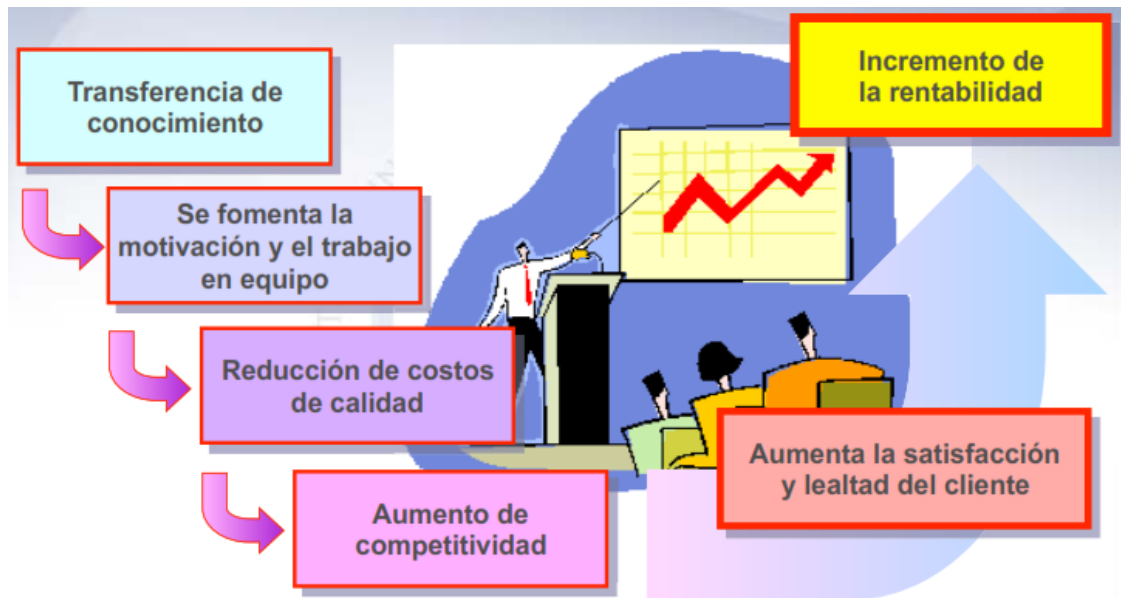 Transferencia de
conocimiento
Se fomenta la
motivación y el trabajo
en equipo
Reducción de costos
de calidad
Aumento de
competitividad
Aumenta la satisfacción
y lealtad del cliente
Incremento de
la rentabilidad